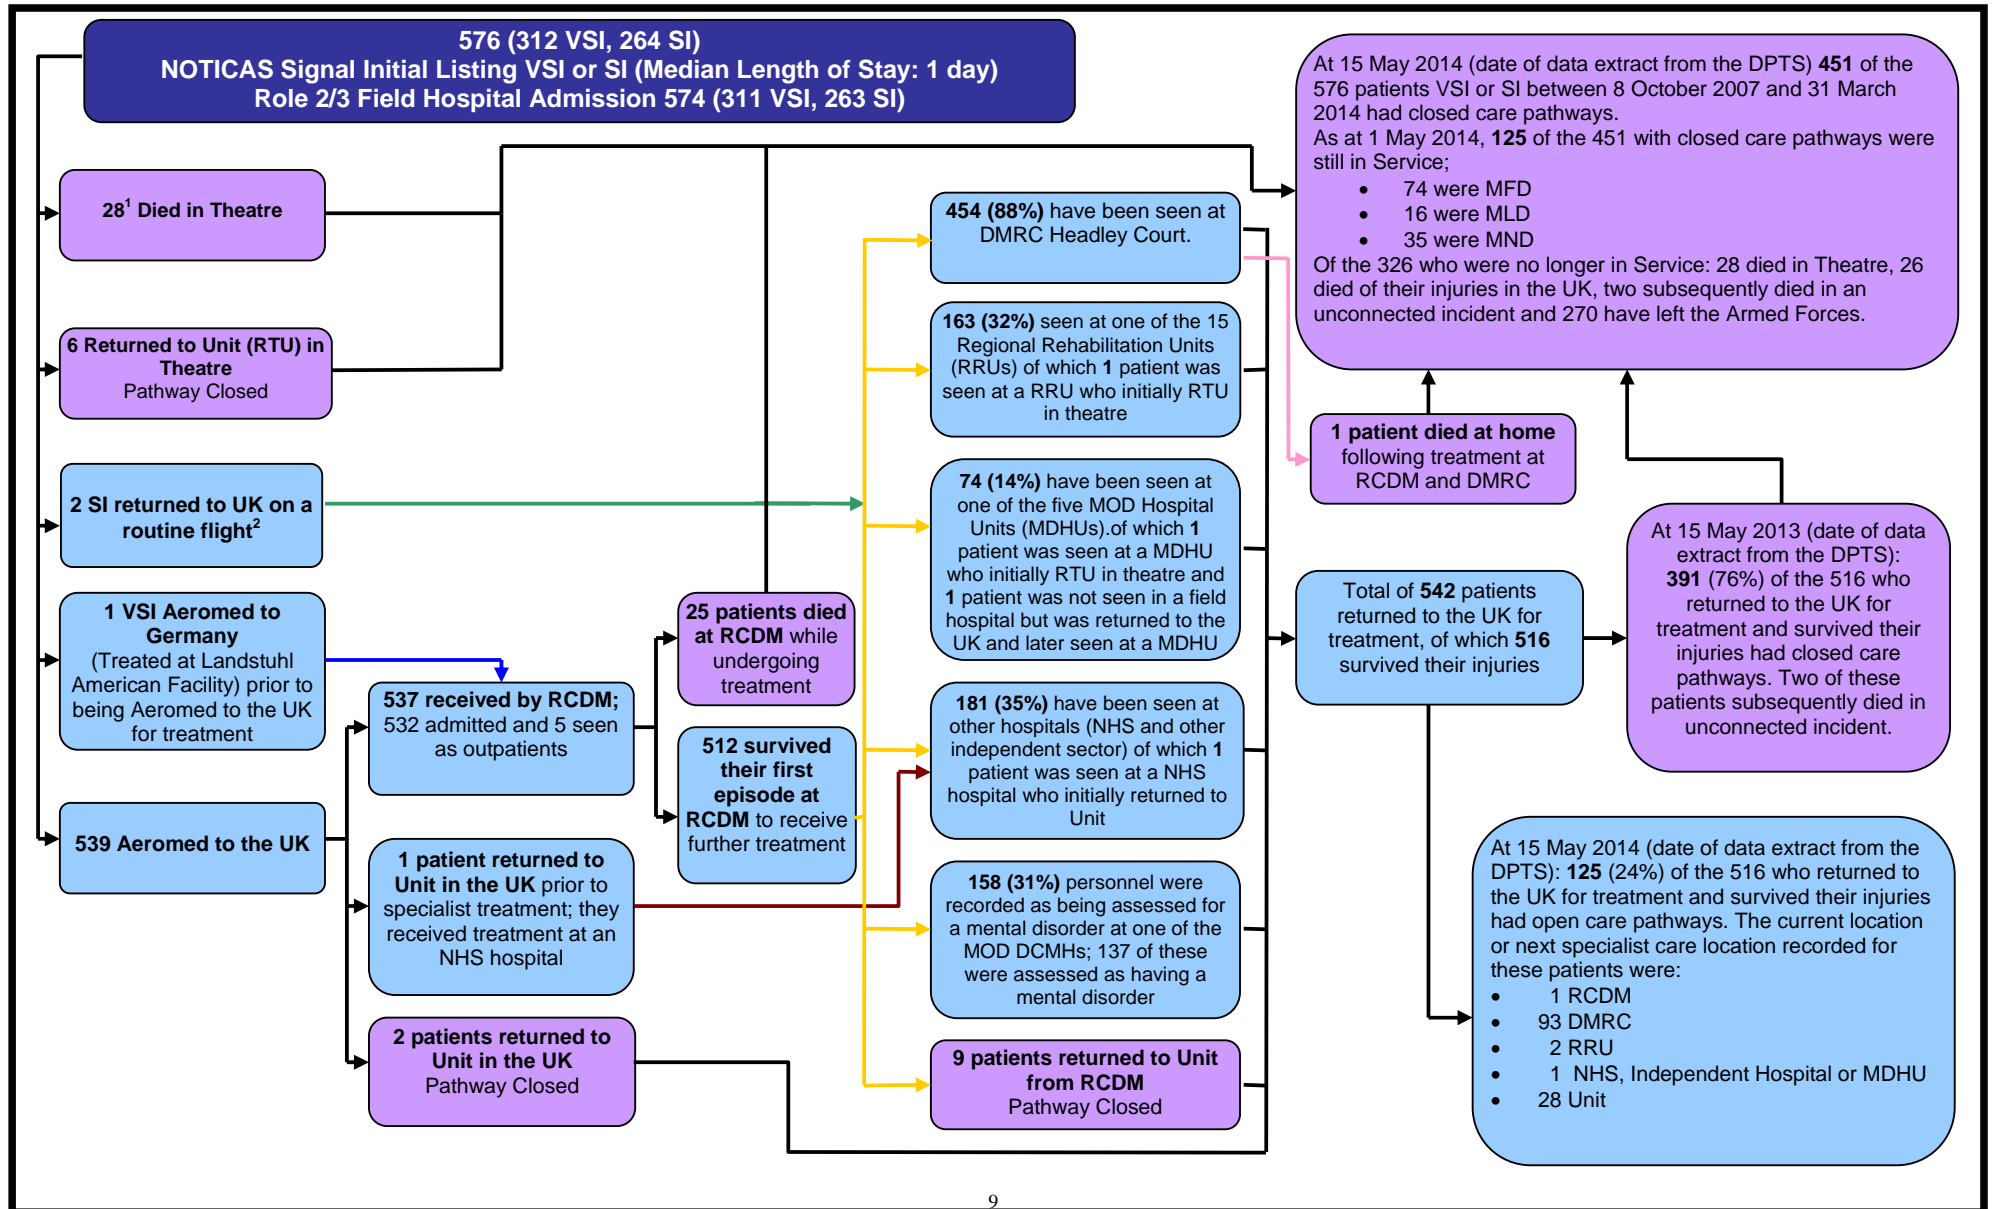 576 (312 VSI, 264 SI)
NOTICAS Signal Initial Listing VSI or SI (Median Length of Stay: 1 day)
Role 2/3 Field Hospital Admission 574 (311 VSI, 263 SI)
28¹ Died in Theatre
6 Returned to Unit (RTU) in
Theatre
Pathway Closed
2 SI returned to UK on a
routine flight²
1 VSI Aeromed to
Germany
(Treated at Landstuhl
American Facility) prior to
being Aeromed to the UK
for treatment
539 Aeromed to the UK
537 received by RCDM;
532 admitted and 5 seen
as outpatients
1 patient returned to
Unit in the UK prior to
specialist treatment; they
received treatment at an
NHS hospital
2 patients returned to
Unit in the UK
Pathway Closed
25 patients died
at RCDM while
undergoing
treatment
512 survived
their first
episode at
RCDM to receive
further treatment
454 (88%) have been seen at
DMRC Headley Court.
163 (32%) seen at one of the 15
Regional Rehabilitation Units
(RRUs) of which 1 patient was
seen at a RRU who initially RTU
in theatre
74 (14%) have been seen at
one of the five MOD Hospital
Units (MDHUs).of which 1
patient was seen at a MDHU
who initially RTU in theatre and
1 patient was not seen in a field
hospital but was returned to the
UK and later seen at a MDHU
181 (35%) have been seen at
other hospitals (NHS and other
independent sector) of which 1
patient was seen at a NHS
hospital who initially returned to
Unit
158 (31%) personnel were
recorded as being assessed for
a mental disorder at one of the
MOD DCMHs; 137 of these
were assessed as having a
mental disorder
9 patients returned to Unit
from RCDM
Pathway Closed
At 15 May 2014 (date of data extract from the DPTS) 451 of the
576 patients VSI or SI between 8 October 2007 and 31 March
2014 had closed care pathways.
As at 1 May 2014, 125 of the 451 with closed care pathways were
still in Service;
• 74 were MFD
• 16 were MLD
• 35 were MND
Of the 326 who were no longer in Service: 28 died in Theatre, 26
died of their injuries in the UK, two subsequently died in an
unconnected incident and 270 have left the Armed Forces.
1 patient died at home
following treatment at
RCDM and DMRC
Total of 542 patients
returned to the UK for
treatment, of which 516
survived their injuries
At 15 May 2013 (date of data
extract from the DPTS):
391 (76%) of the 516 who
returned to the UK for
treatment and survived their
injuries had closed care
pathways. Two of these
patients subsequently died in
unconnected incident.
At 15 May 2014 (date of data extract from the
DPTS): 125 (24%) of the 516 who returned to
the UK for treatment and survived their injuries
had open care pathways. The current location
or next specialist care location recorded for
these patients were:
• 1 RCDM
• 93 DMRC
• 2 RRU
• 1 NHS, Independent Hospital or MDHU
• 28 Unit
9